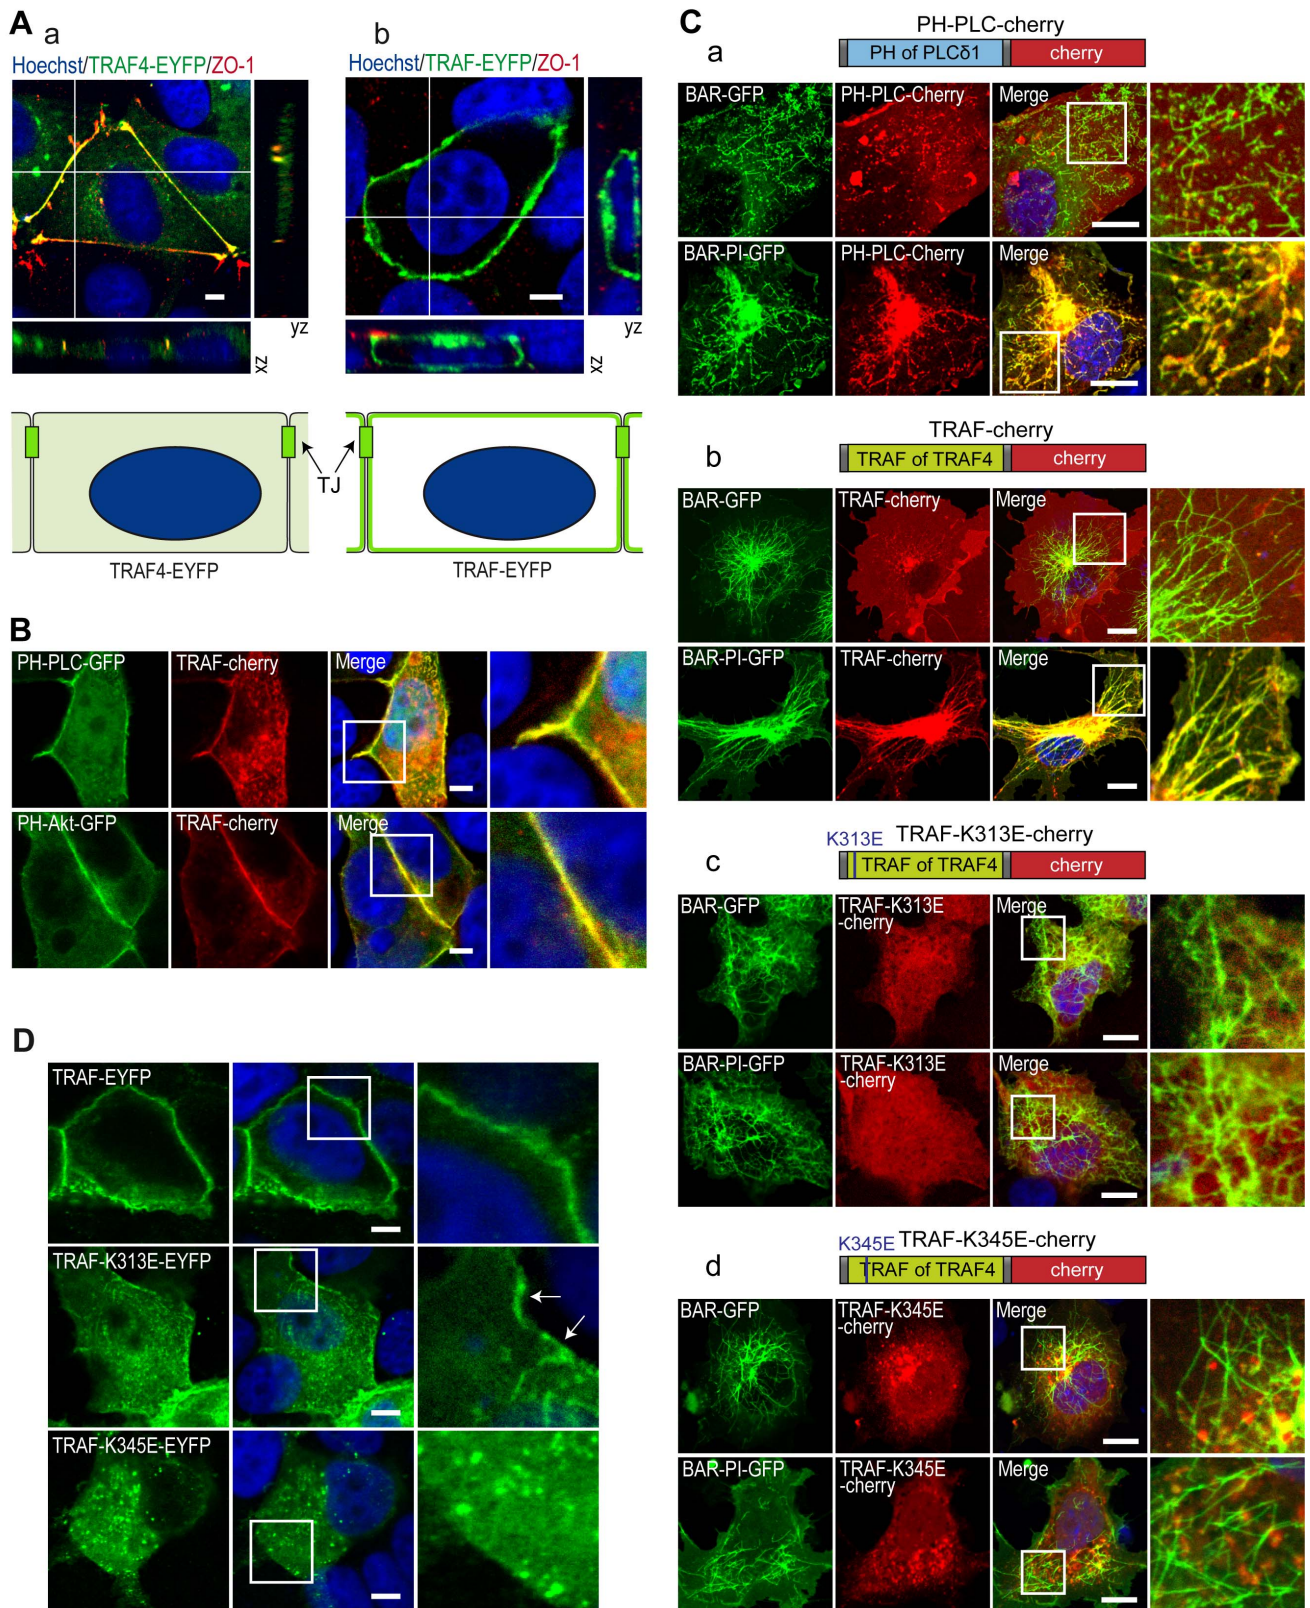 A
a
Hoechst/TRAF4-EYFP/ZO-1
yz
xz
b
Hoechst/TRAF-EYFP/ZO-1
yz
xz
TJ
TRAF4-EYFP
TRAF-EYFP
B
PH-PLC-GFP
TRAF-cherry
Merge
PH-Akt-GFP
TRAF-cherry
Merge
C
a
PH-PLC-cherry
PH of PLCδ1
cherry
BAR-GFP
PH-PLC-Cherry
Merge
BAR-PI-GFP
PH-PLC-Cherry
Merge
b
TRAF-cherry
TRAF of TRAF4
cherry
BAR-GFP
TRAF-cherry
Merge
BAR-PI-GFP
TRAF-cherry
Merge
c
K313E
TRAF-K313E-cherry
TRAF of TRAF4
cherry
BAR-GFP
TRAF-K313E
-cherry
Merge
BAR-PI-GFP
TRAF-K313E
-cherry
Merge
d
K345E
TRAF-K345E-cherry
TRAF of TRAF4
cherry
BAR-GFP
TRAF-K345E
-cherry
Merge
BAR-PI-GFP
TRAF-K345E
-cherry
Merge
D
TRAF-EYFP
TRAF-K313E-EYFP
TRAF-K345E-EYFP